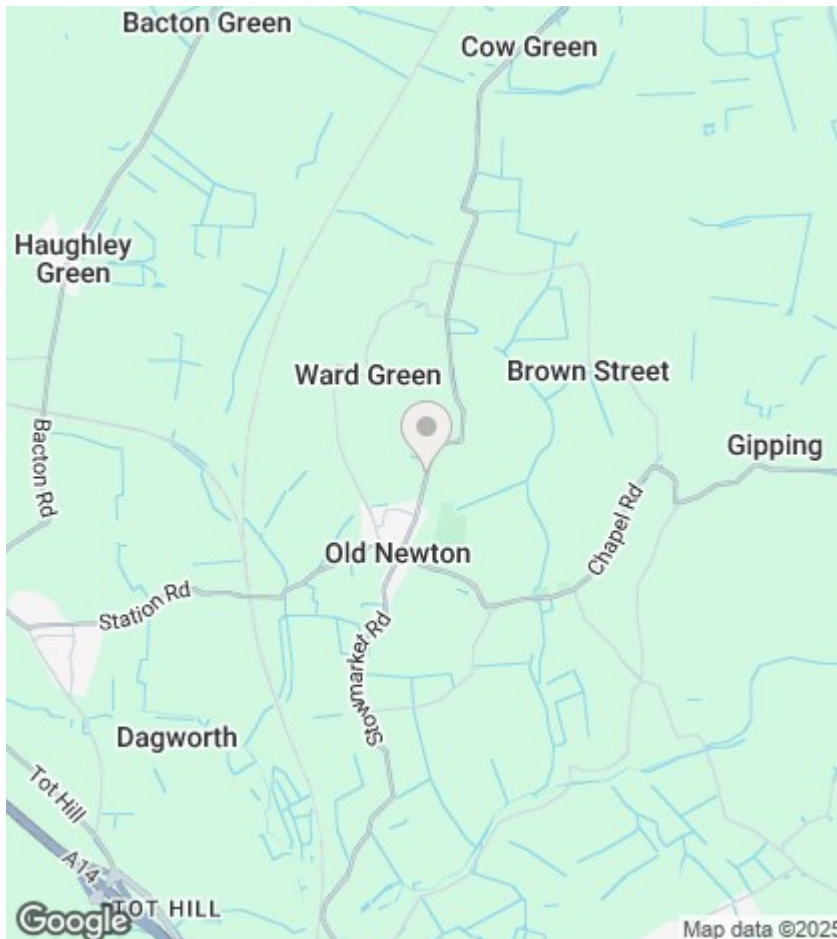 Bacton Green
Cow Green
Haughley
Green
Ward Green
Brown Street
Bacton Rd
Gipping
Chapel Rd
Old Newton
Station Rd
Stowmarket Rd
Dagworth
Tot Hill
A14
TOT HILL
Google
Map data ©2025